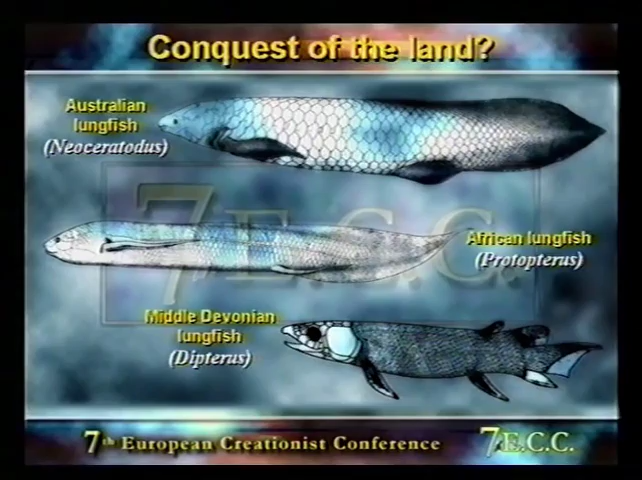 Conquest of the land?
Australian
lungfish
(Neoceratodus)
7 E.C.C.
African lungfish
(Protopterus)
Middle Devonian
lungfish
(Dipterus)
7th European Creationist Conference
7E.C.C.